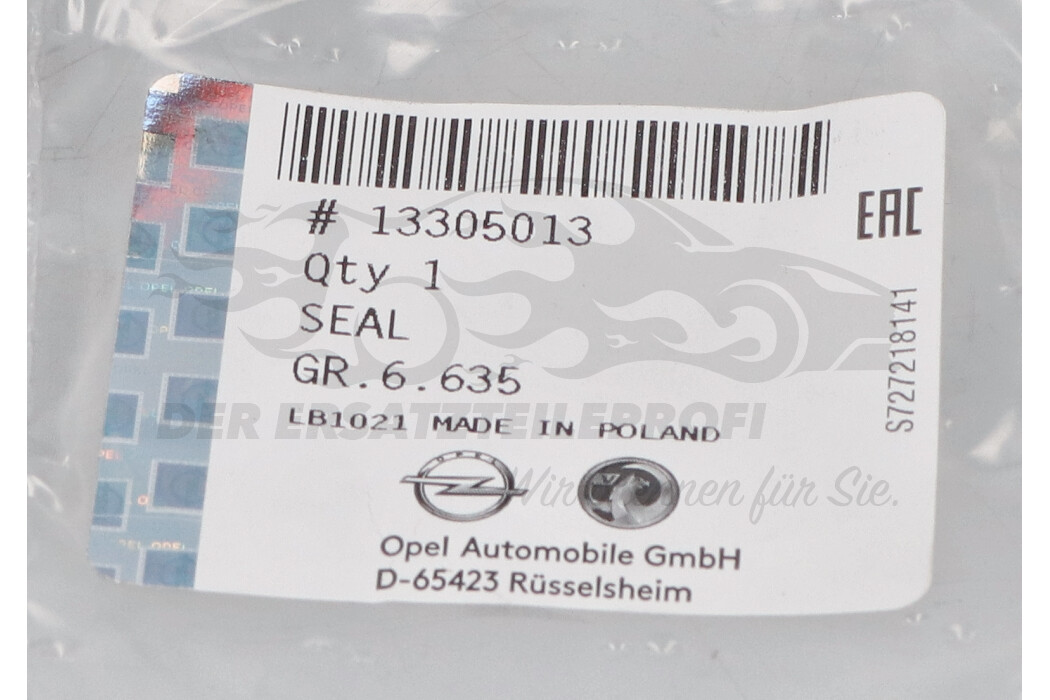 # 13305013
Qty 1
SEAL
GR.6.635
LB1021 MADE IN POLAND
EAC
S727218141
OPEL
Opel Automobile GmbH
D-65423 Rüsselsheim
DER ERSATZTEILEPROFI
Wir für Sie.